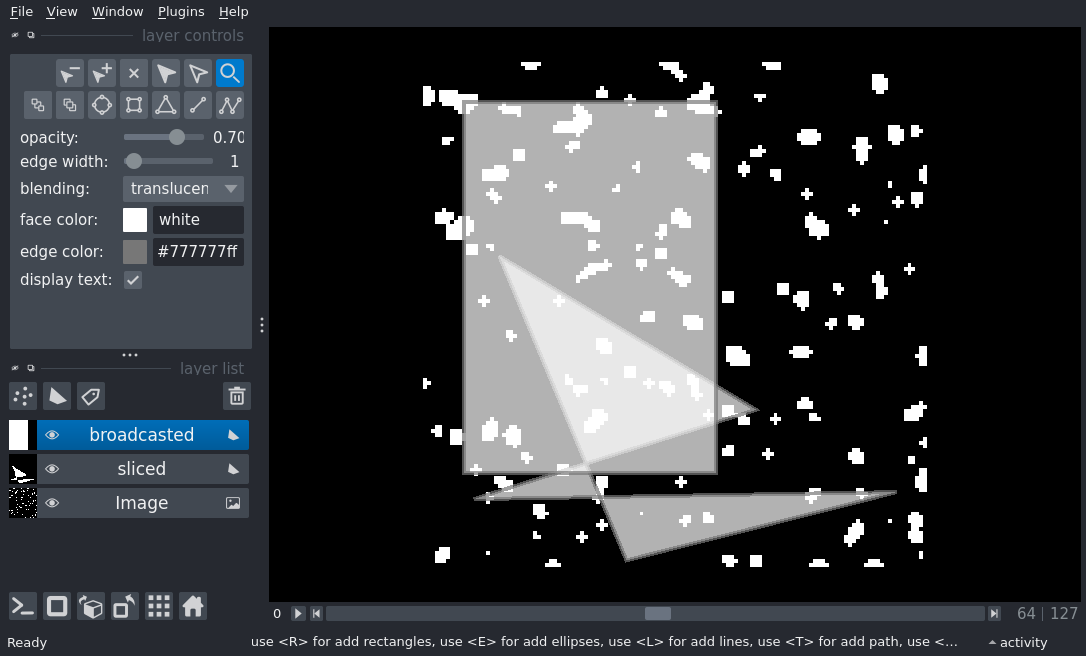 File View Window Plugins Help
layer controls
opacity: 0.70
edge width: 1
blending: translucen
face color: white
edge color: #777777ff
display text:
layer list
broadcasted
sliced
Image
0 64 127
Ready use <R> for add rectangles, use <E> for add ellipses, use <L> for add lines, use <T> for add path, use <... activity